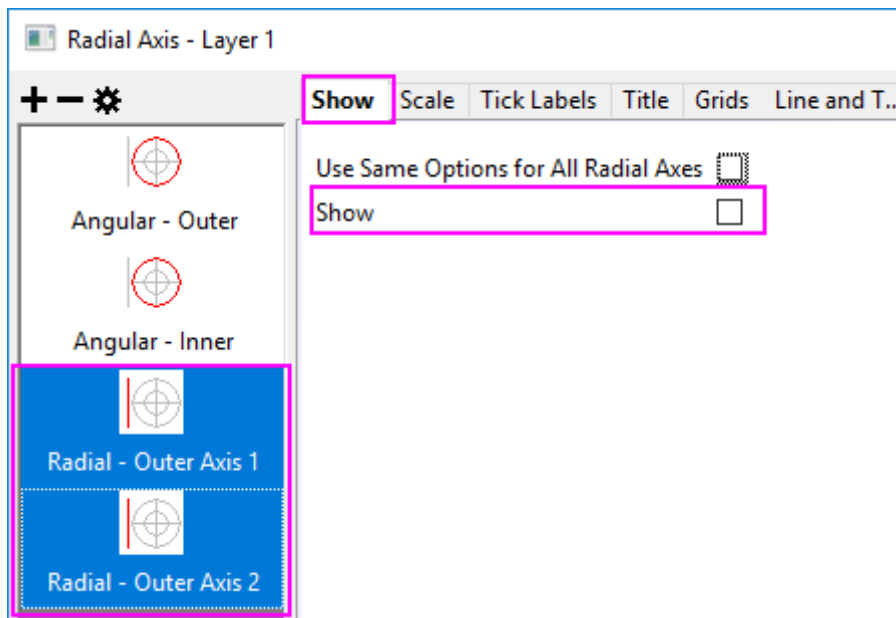 Radial Axis - Layer 1
Show Scale Tick Labels Title Grids Line and T..
Use Same Options for All Radial Axes
Show
Angular - Outer
Angular - Inner
Radial - Outer Axis 1
Radial - Outer Axis 2